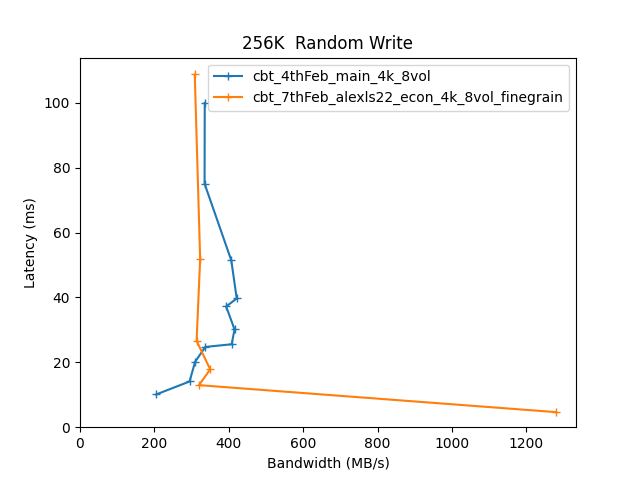 256K  Random Write
cbt_4thFeb_main_4k_8vol
cbt_7thFeb_alexls22_econ_4k_8vol_finegrain
Latency (ms)
100
80
60
40
20
0
0 200 400 600 800 1000 1200
Bandwidth (MB/s)